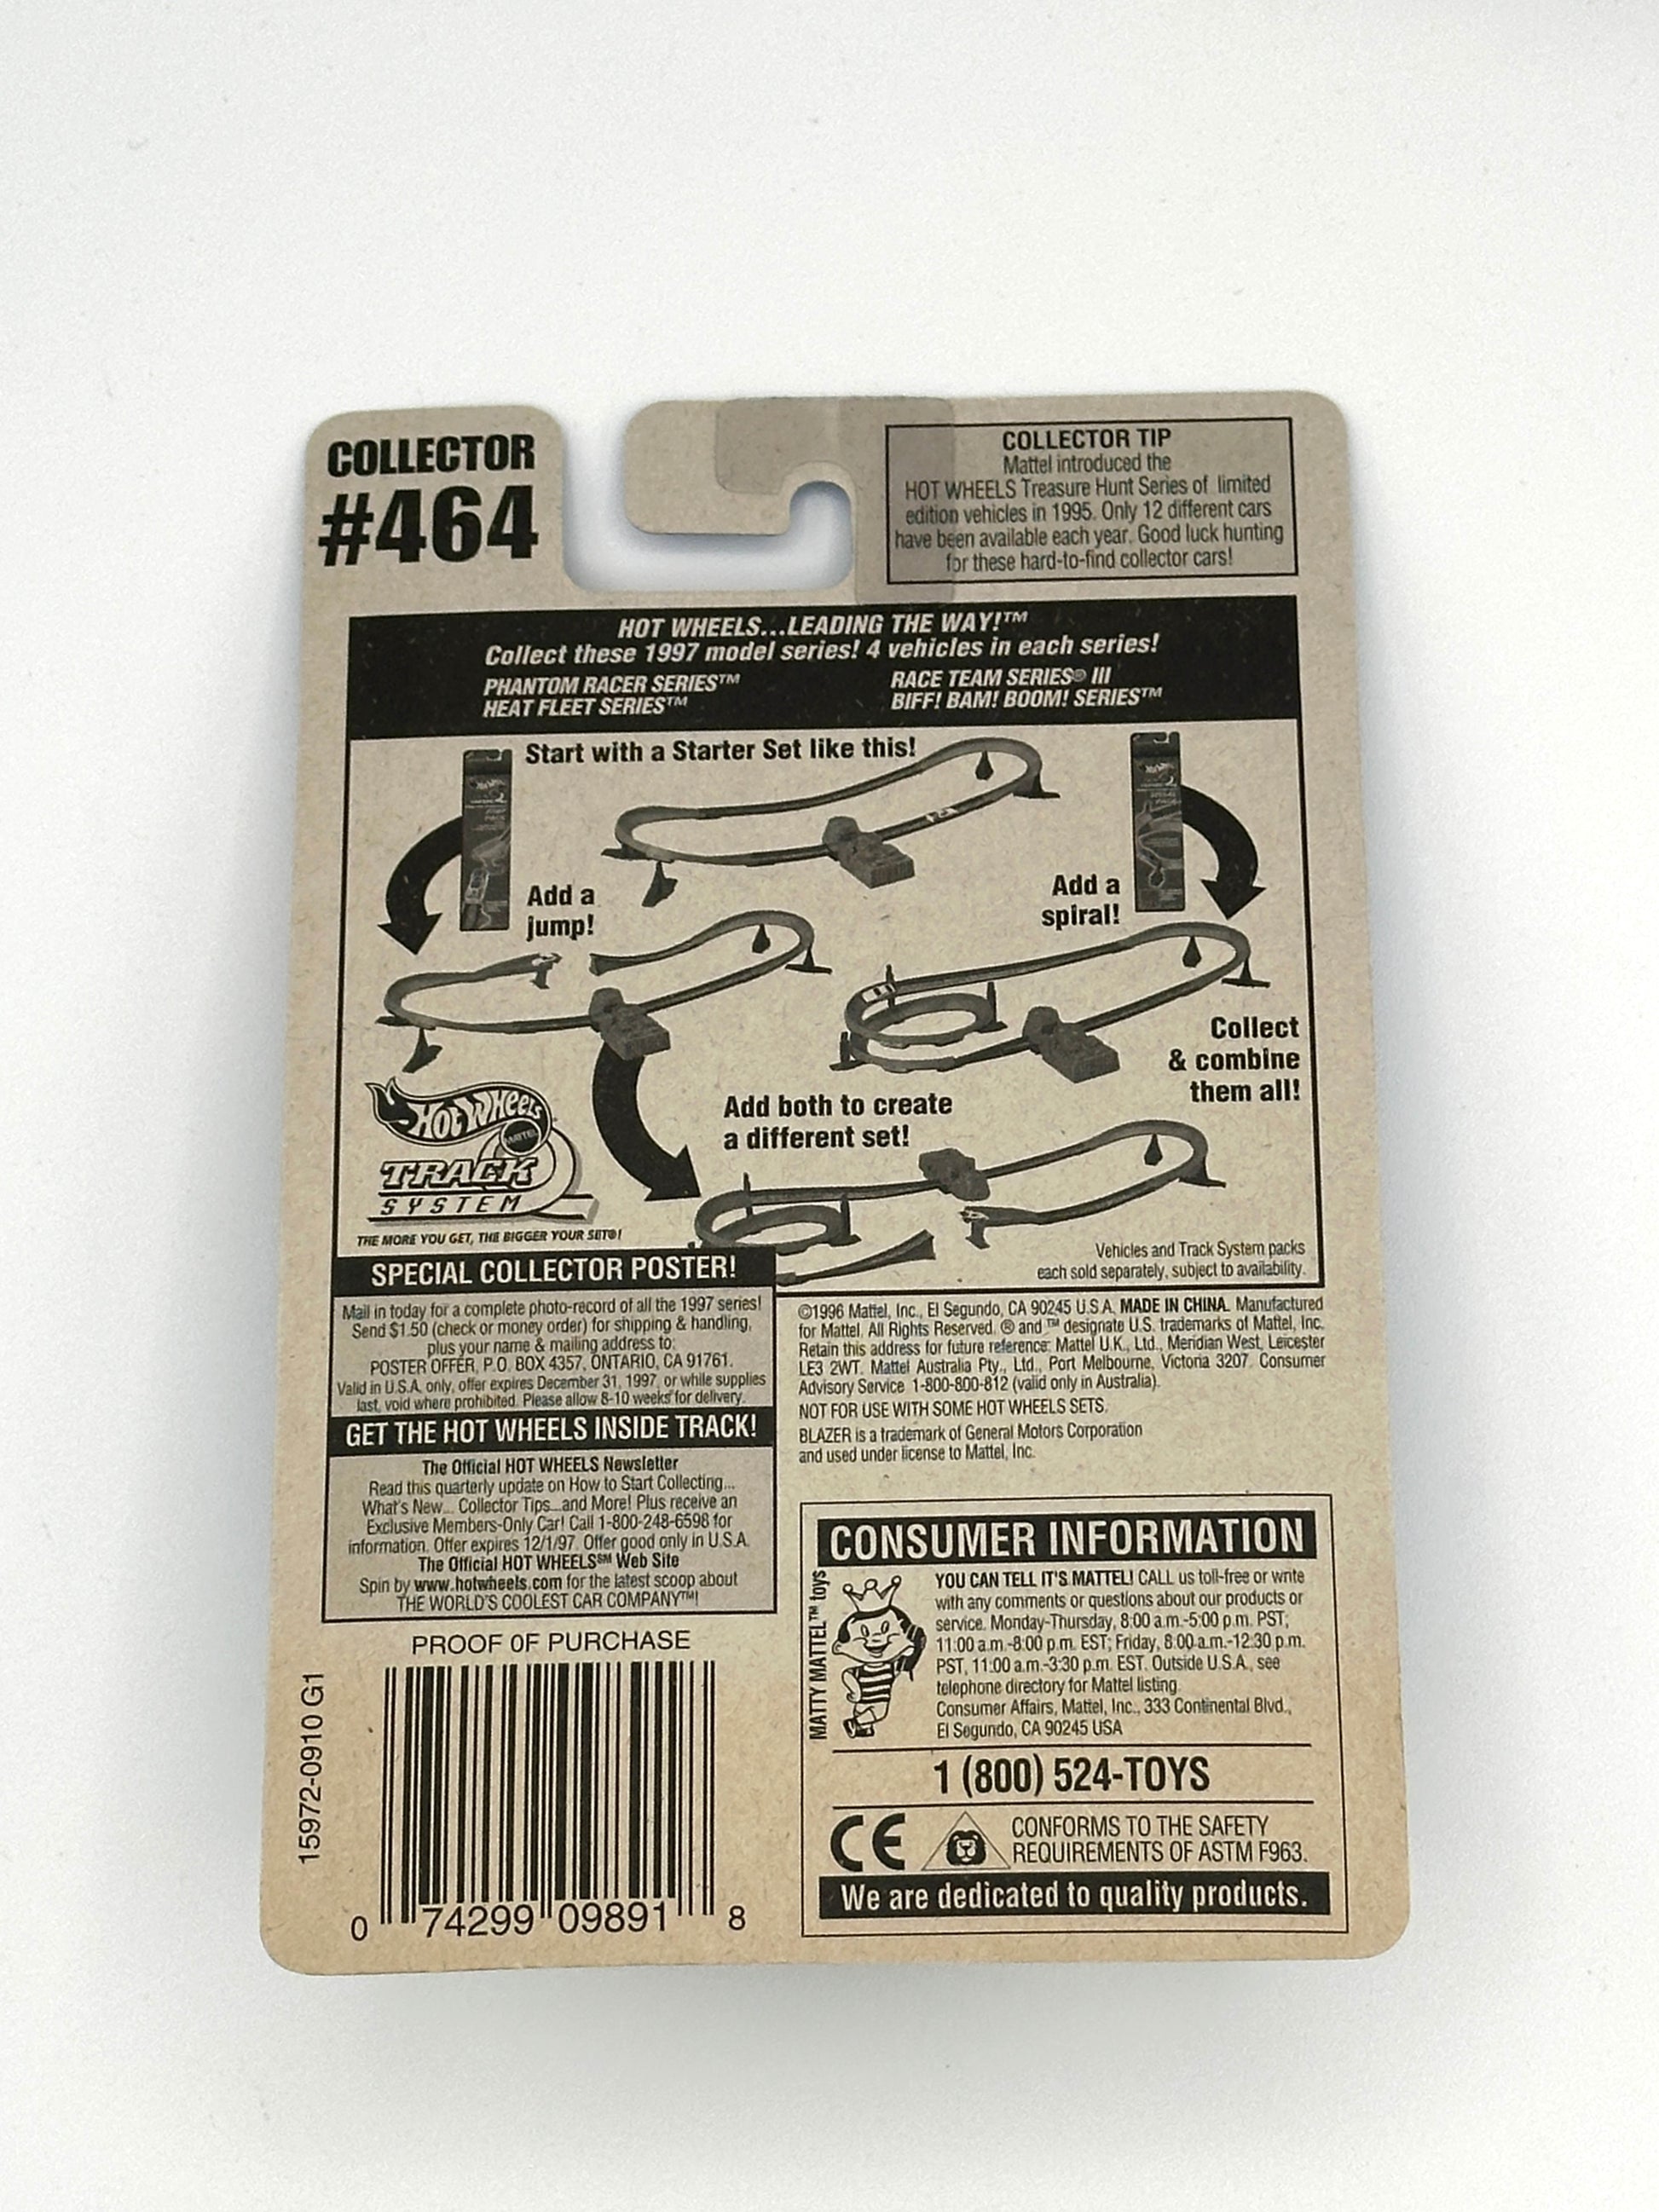 COLLECTOR
#464
COLLECTOR TIP
Mattel introduced the
HOT WHEELS Treasure Hunt Series of limited
edition vehicles in 1995. Only 12 different cars
have been available each year. Good luck hunting
for these hard-to-find collector cars!
HOT WHEELS...LEADING THE WAY!™
Collect these 1997 model series! 4 vehicles in each series!
PHANTOM RACER SERIES™
HEAT FLEET SERIES™
RACE TEAM SERIES® III
BIFF! BAM! BOOM! SERIES™
Start with a Starter Set like this!
Add a
jump!
Add a
spiral!
Collect
& combine
them all!
Add both to create
a different set!
Hot Wheels
MATTEL
TRACK
SYSTEM
THE MORE YOU GET, THE BIGGER YOUR SET®!
Vehicles and Track System packs
each sold separately, subject to availability.
SPECIAL COLLECTOR POSTER!
Mail in today for a complete photo-record of all the 1997 series!
Send $1.50 (check or money order) for shipping & handling,
plus your name & mailing address to:
POSTER OFFER, P.O. BOX 4357, ONTARIO, CA 91761.
Valid in U.S.A. only, offer expires December 31, 1997, or while supplies
last, void where prohibited. Please allow 8-10 weeks for delivery.
GET THE HOT WHEELS INSIDE TRACK!
The Official HOT WHEELS Newsletter
Read this quarterly update on How to Start Collecting...
What's New... Collector Tips...and More! Plus receive an
Exclusive Members-Only Car! Call 1-800-248-6598 for
information. Offer expires 12/1/97. Offer good only in U.S.A.
The Official HOT WHEELS℠ Web Site
Spin by www.hotwheels.com for the latest scoop about
THE WORLD'S COOLEST CAR COMPANY™!
©1996 Mattel, Inc., El Segundo, CA 90245 U.S.A. MADE IN CHINA. Manufactured
for Mattel. All Rights Reserved. ® and ™ designate U.S. trademarks of Mattel, Inc.
Retain this address for future reference: Mattel U.K., Ltd., Meridian West, Leicester
LE3 2WT. Mattel Australia Pty., Ltd., Port Melbourne, Victoria 3207. Consumer
Advisory Service 1-800-800-812 (valid only in Australia).
NOT FOR USE WITH SOME HOT WHEELS SETS.
BLAZER is a trademark of General Motors Corporation
and used under license to Mattel, Inc.
CONSUMER INFORMATION
MATTY MATTEL™ toys
YOU CAN TELL IT'S MATTEL! CALL us toll-free or write
with any comments or questions about our products or
service. Monday-Thursday, 8:00 a.m.-5:00 p.m. PST;
11:00 a.m.-8:00 p.m. EST; Friday, 8:00 a.m.-12:30 p.m.
PST, 11:00 a.m.-3:30 p.m. EST. Outside U.S.A., see
telephone directory for Mattel listing.
Consumer Affairs, Mattel, Inc., 333 Continental Blvd.,
El Segundo, CA 90245 USA
1 (800) 524-TOYS
CE
CONFORMS TO THE SAFETY
REQUIREMENTS OF ASTM F963.
We are dedicated to quality products.
PROOF OF PURCHASE
15972-0910 G1
0 74299 09891 8